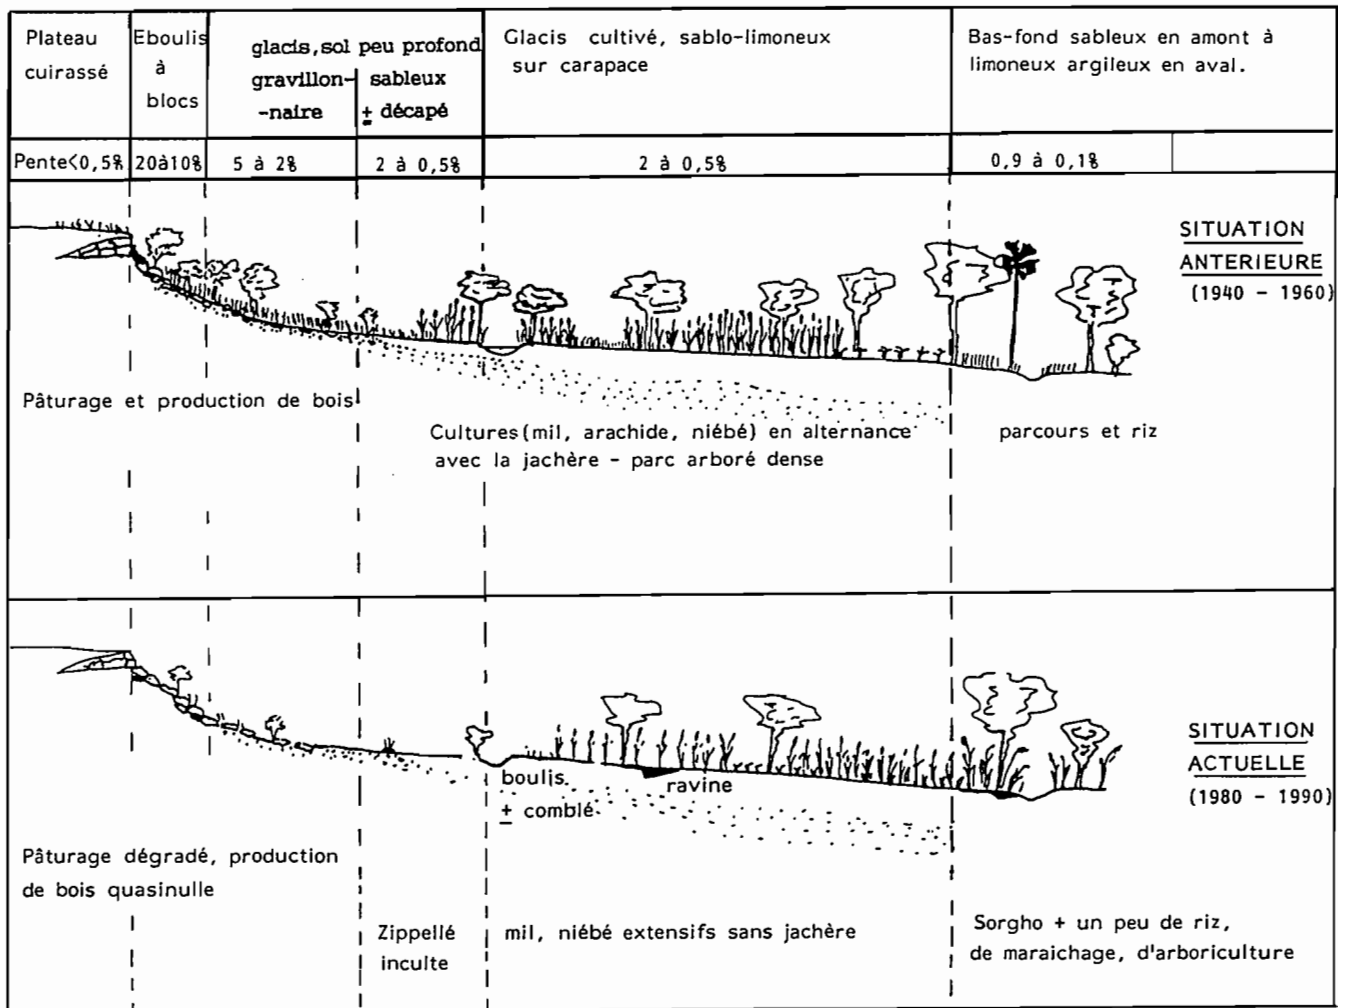 Plateau
cuirassé
Eboulis
à
blocs
glacis,sol peu profond
gravillon-
-naire
sableux
± décapé
Glacis cultivé, sablo-limoneux
sur carapace
Bas-fond sableux en amont à
limoneux argileux en aval.
Pente<0,5%
20à10%
5 à 2%
2 à 0,5%
2 à 0,5%
0,9 à 0,1%
SITUATION
ANTERIEURE
(1940 - 1960)
Pâturage et production de bois
Cultures(mil, arachide, niébé) en alternance
avec la jachère - parc arboré dense
parcours et riz
SITUATION
ACTUELLE
(1980 - 1990)
boulis
± comblé
ravine
Pâturage dégradé, production
de bois quasinulle
Zippellé
inculte
mil, niébé extensifs sans jachère
Sorgho + un peu de riz,
de maraichage, d'arboriculture